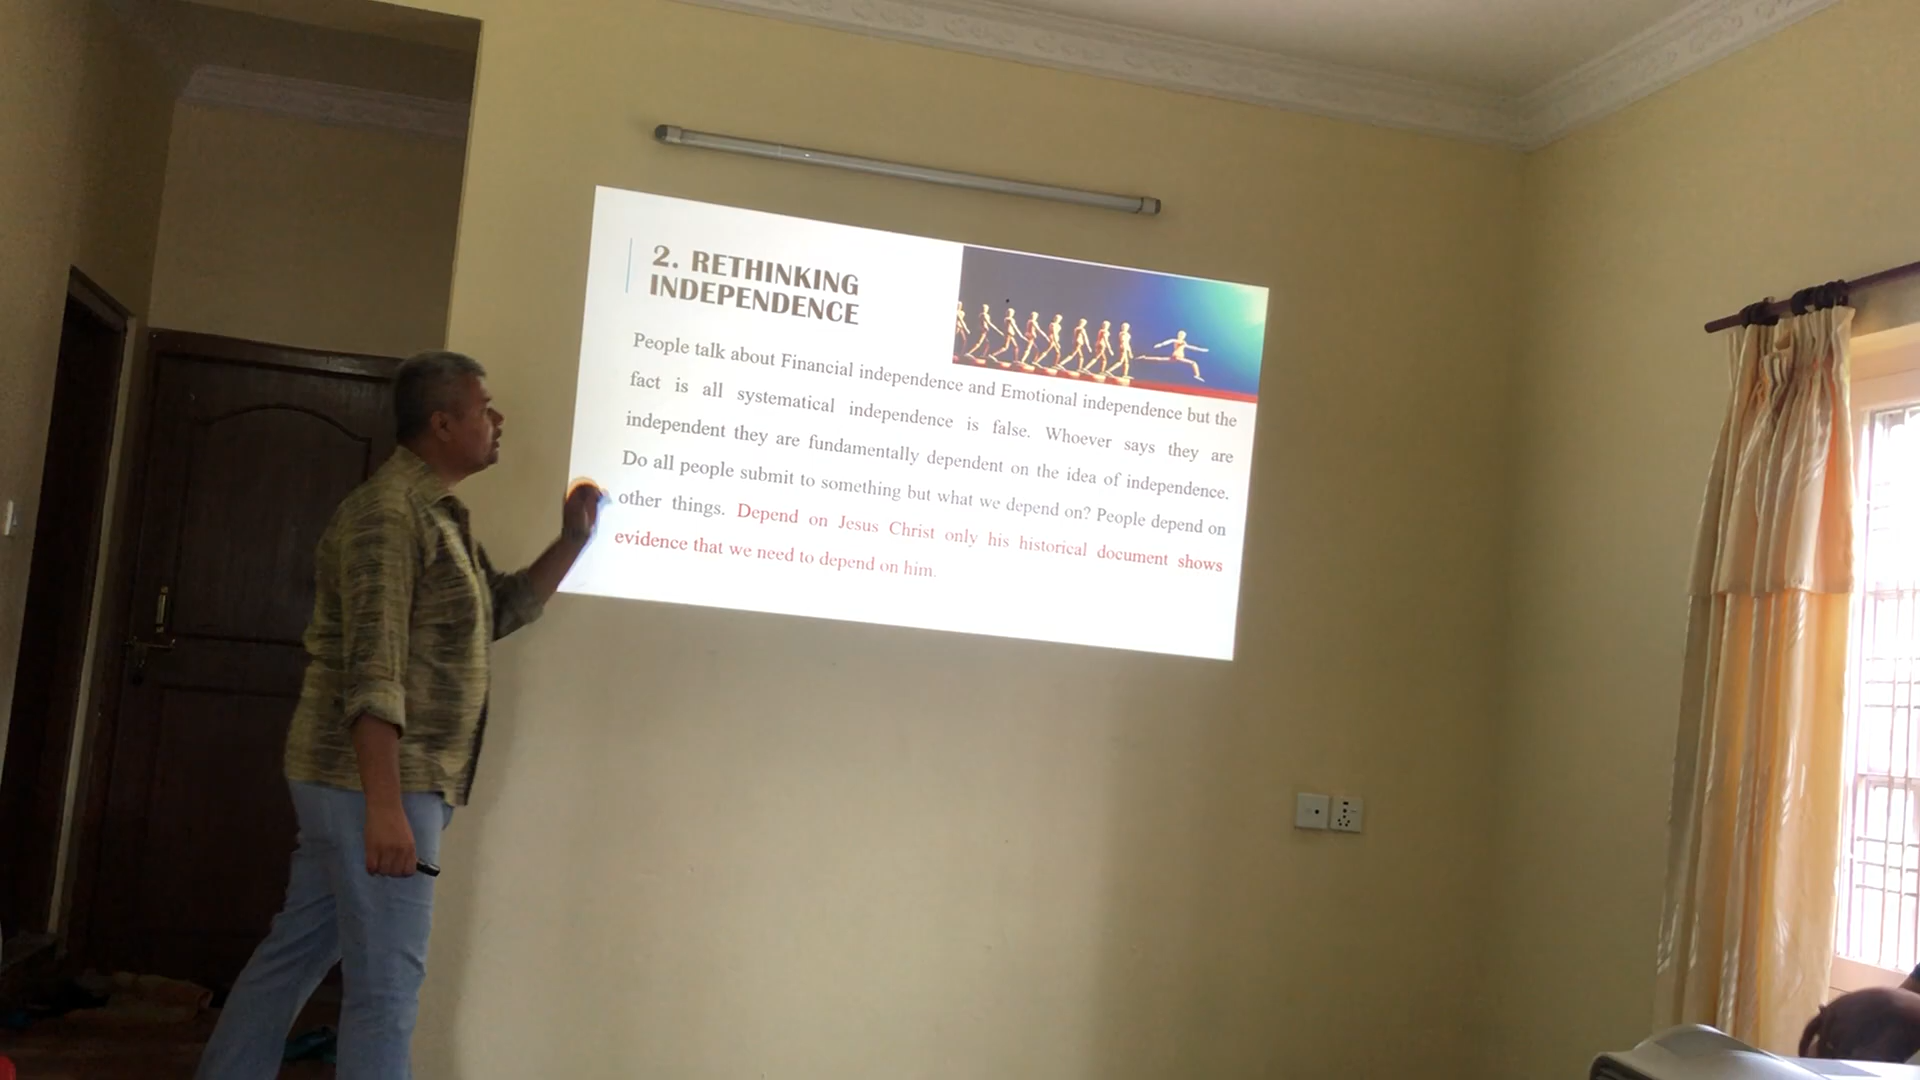 2. RETHINKING
INDEPENDENCE
People talk about Financial independence and Emotional independence but the
fact is all systematical independence is false. Whoever says they are
independent they are fundamentally dependent on the idea of independence.
Do all people submit to something but what we depend on? People depend on
other things. Depend on Jesus Christ only his historical document shows
evidence that we need to depend on him.